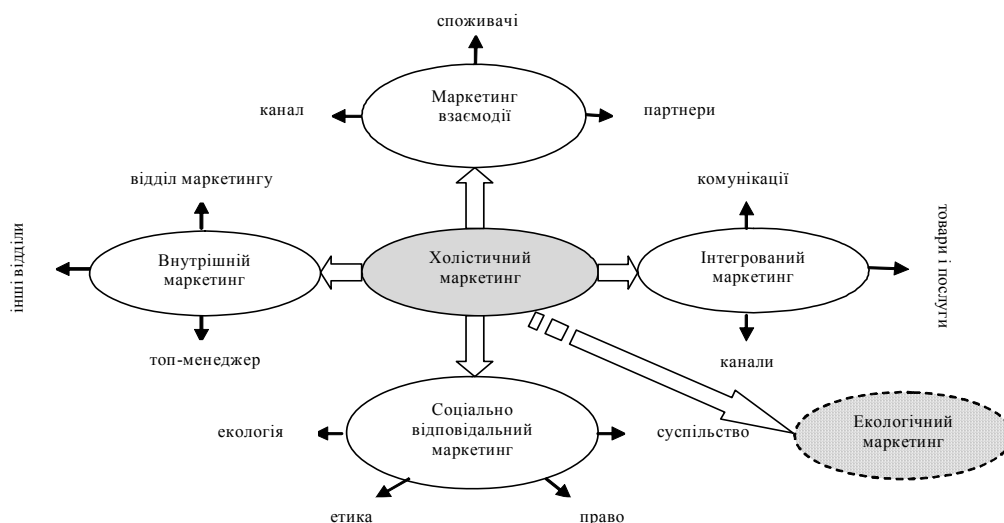 споживачі
канал
Маркетинг
взаємодії
партнери
відділ маркетингу
комунікації
інші відділи
Внутрішній
маркетинг
Холістичний
маркетинг
Інтегрований
маркетинг
товари і послуги
топ-менеджер
канали
екологія
Соціально
відповідальний
маркетинг
суспільство
Екологічний
маркетинг
етика
право